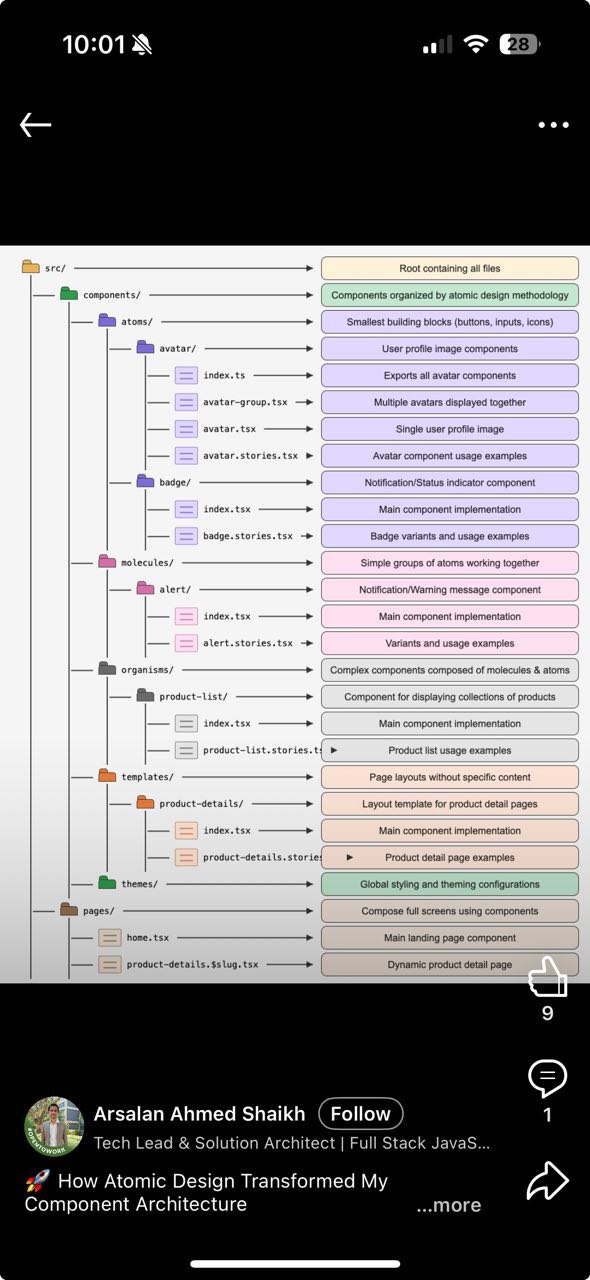 10:01
28
src/ Root containing all files
components/ Components organized by atomic design methodology
atoms/ Smallest building blocks (buttons, inputs, icons)
avatar/ User profile image components
index.ts Exports all avatar components
avatar-group.tsx Multiple avatars displayed together
avatar.tsx Single user profile image
avatar.stories.tsx Avatar component usage examples
badge/ Notification/Status indicator component
index.tsx Main component implementation
badge.stories.tsx Badge variants and usage examples
molecules/ Simple groups of atoms working together
alert/ Notification/Warning message component
index.tsx Main component implementation
alert.stories.tsx Variants and usage examples
organisms/ Complex components composed of molecules & atoms
product-list/ Component for displaying collections of products
index.tsx Main component implementation
product-list.stories.ts Product list usage examples
templates/ Page layouts without specific content
product-details/ Layout template for product detail pages
index.tsx Main component implementation
product-details.stories Product detail page examples
themes/ Global styling and theming configurations
pages/ Compose full screens using components
home.tsx Main landing page component
product-details.$slug.tsx Dynamic product detail page
9
1
#OPENTOWORK
Arsalan Ahmed Shaikh Follow
Tech Lead & Solution Architect | Full Stack JavaS...
🚀 How Atomic Design Transformed My
Component Architecture ...more